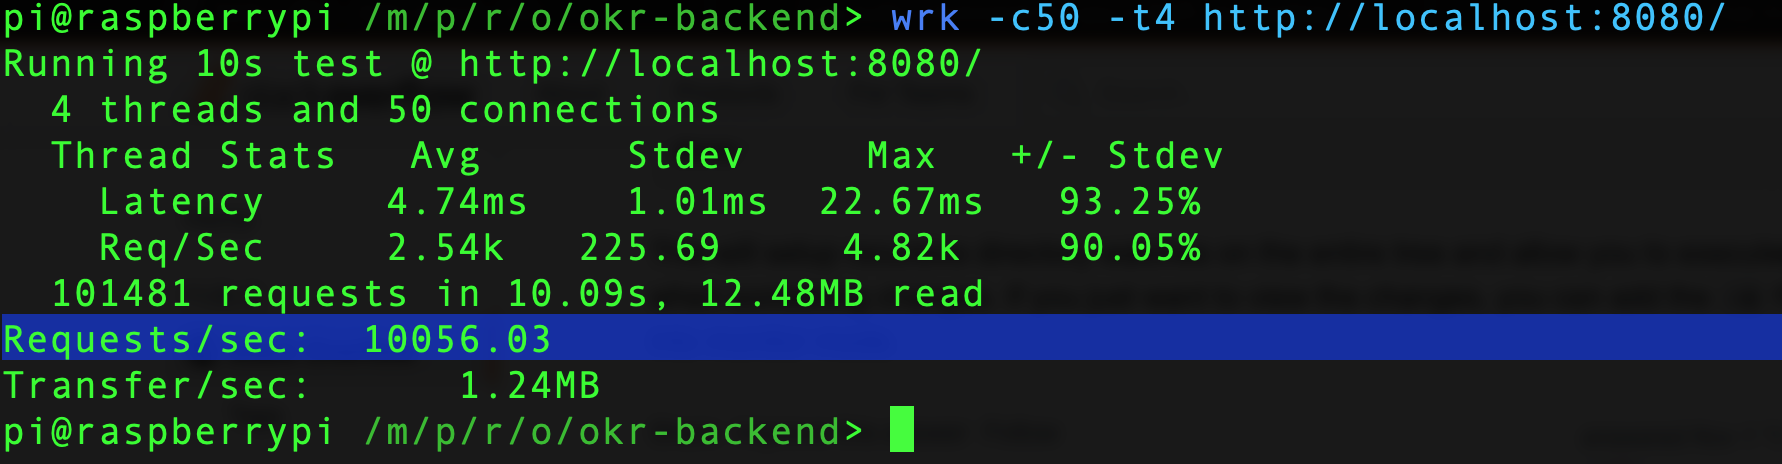 pi@raspberrypi /m/p/r/o/okr-backend> wrk -c50 -t4 http://localhost:8080/
Running 10s test @ http://localhost:8080/
  4 threads and 50 connections
  Thread Stats   Avg      Stdev     Max   +/- Stdev
    Latency     4.74ms    1.01ms  22.67ms   93.25%
    Req/Sec     2.54k   225.69     4.82k    90.05%
  101481 requests in 10.09s, 12.48MB read
Requests/sec:  10056.03
Transfer/sec:      1.24MB
pi@raspberrypi /m/p/r/o/okr-backend>